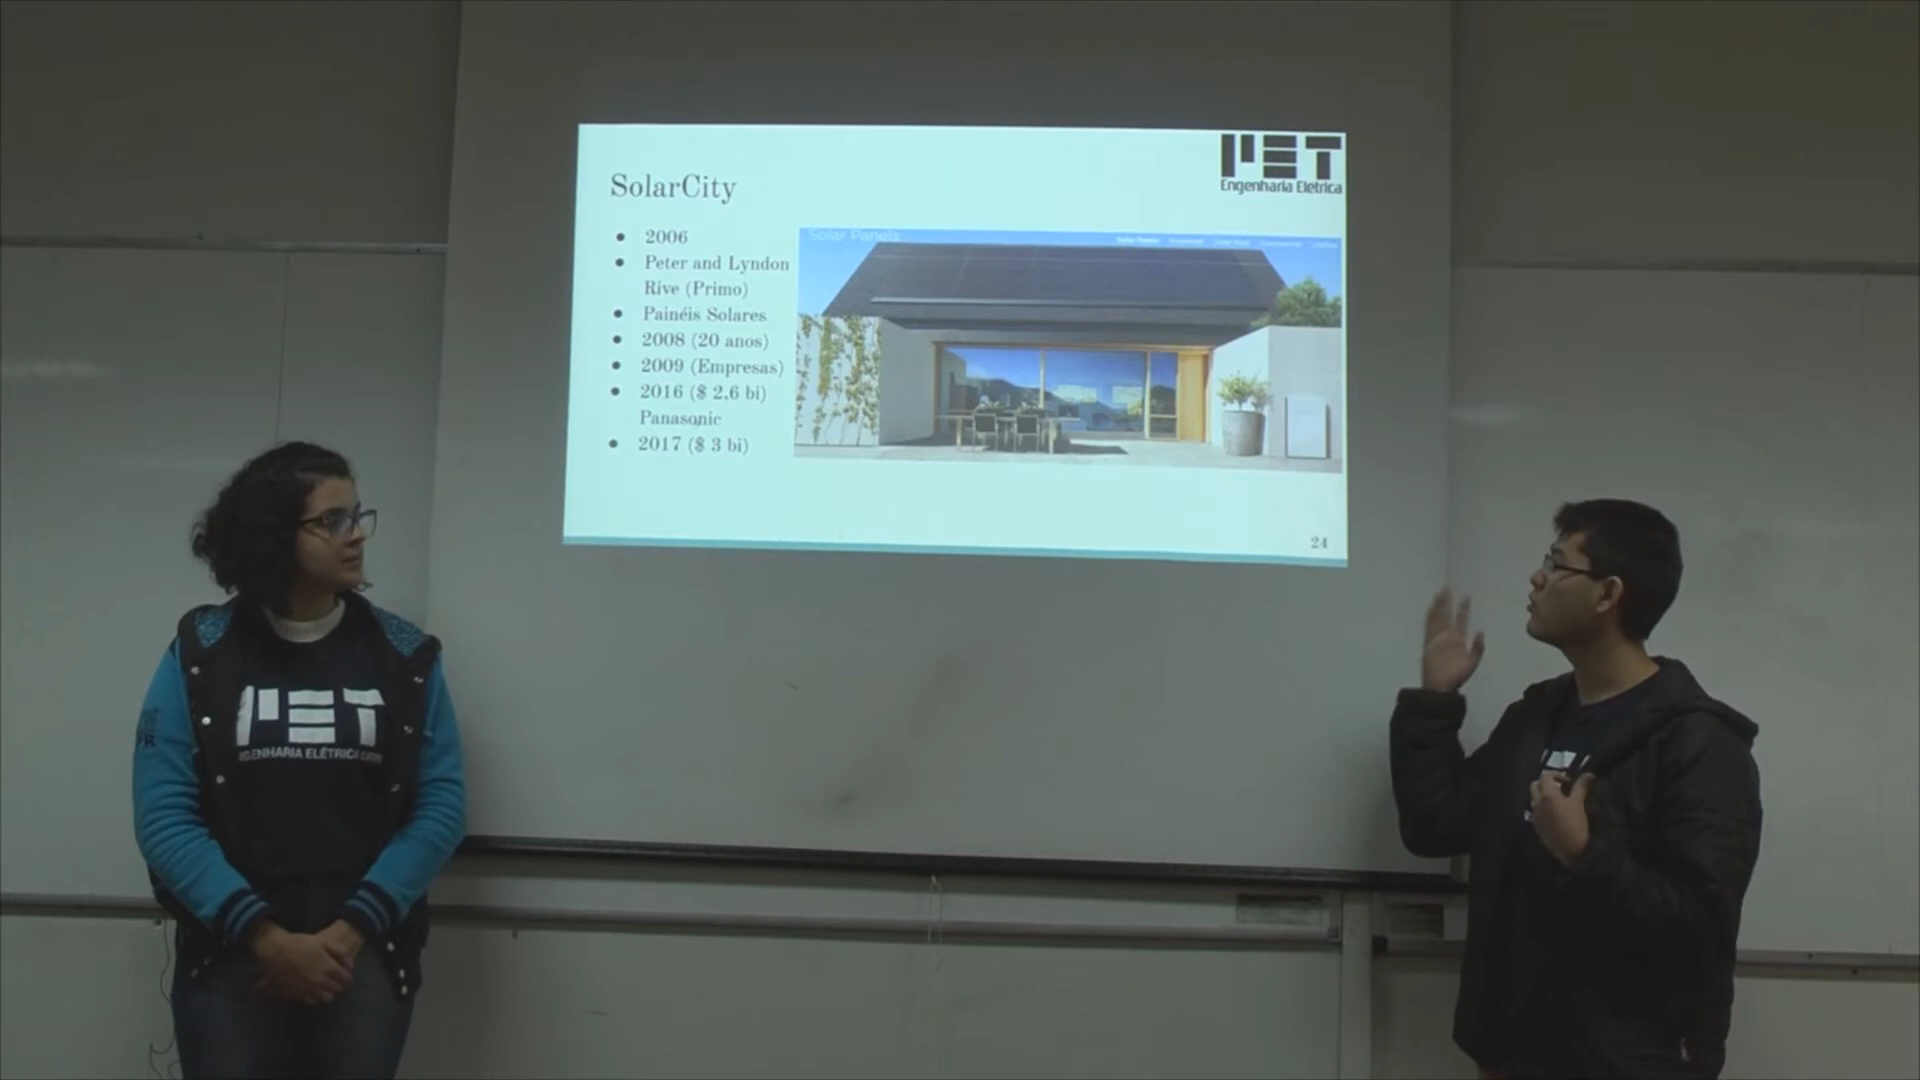 PET
Engenharia Eletrica
SolarCity
● 2006
● Peter and Lyndon
Rive (Primo)
● Painéis Solares
● 2008 (20 anos)
● 2009 (Empresas)
● 2016 ($ 2,6 bi)
Panasonic
● 2017 ($ 3 bi)
Solar Panels
24
PET
ENGENHARIA ELÉTRICA